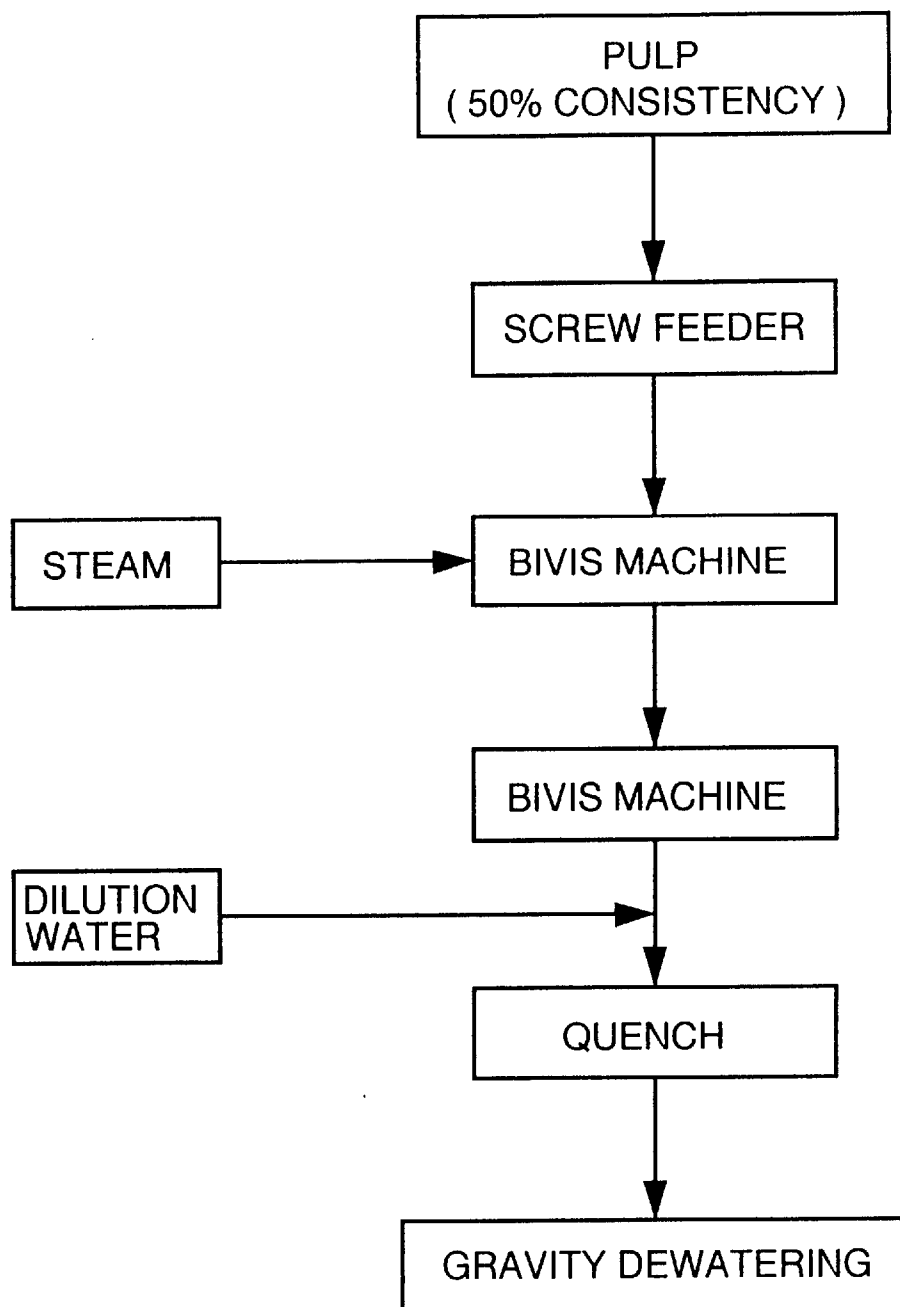 PULP
( 50% CONSISTENCY )
SCREW FEEDER
STEAM
BIVIS MACHINE
BIVIS MACHINE
DILUTION
WATER
QUENCH
GRAVITY DEWATERING